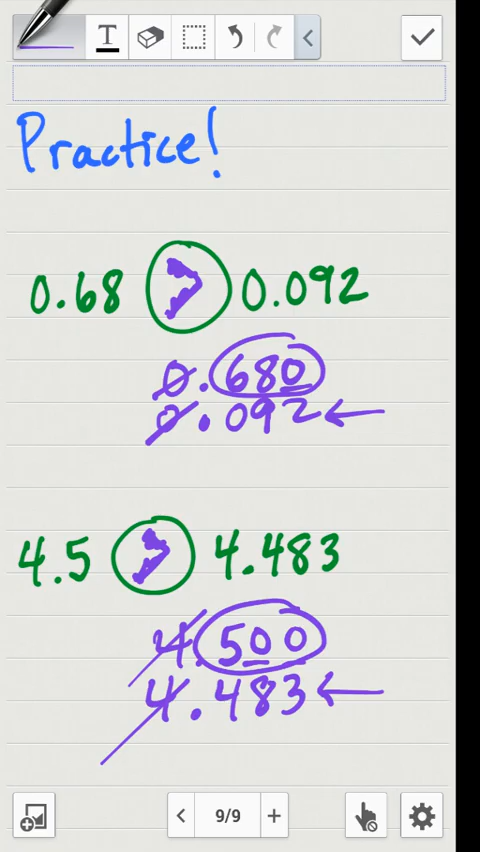 T
Practice!
0.68 > 0.092
0.680
0.092 ←
4.5 > 4.483
4.500
4.483 ←
< 9/9 +